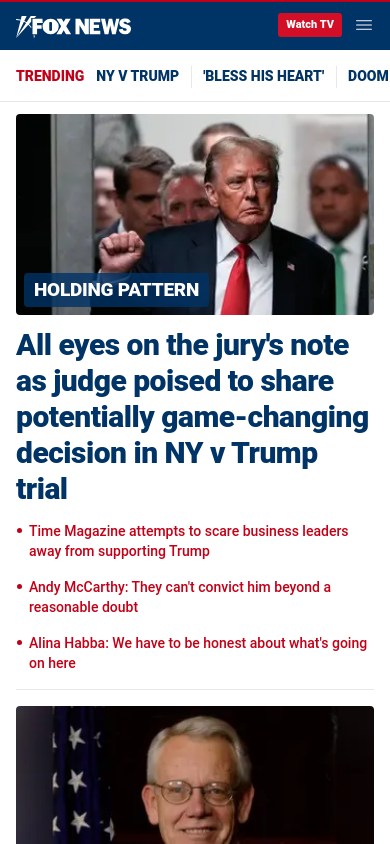 FOX NEWS
Watch TV
TRENDING NY V TRUMP 'BLESS HIS HEART' DOOM
HOLDING PATTERN
All eyes on the jury's note
as judge poised to share
potentially game-changing
decision in NY v Trump
trial
• Time Magazine attempts to scare business leaders
away from supporting Trump
• Andy McCarthy: They can't convict him beyond a
reasonable doubt
• Alina Habba: We have to be honest about what's going
on here